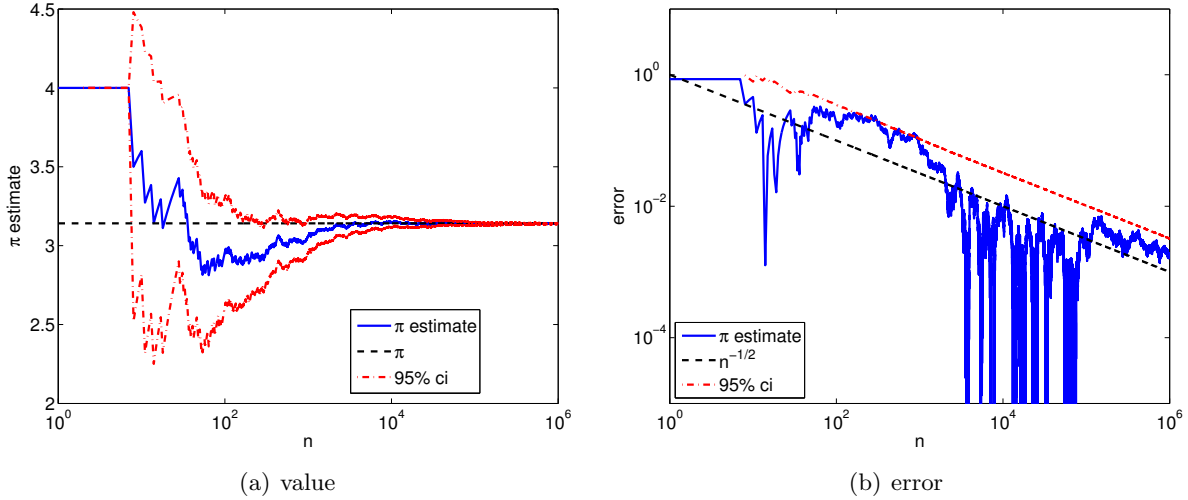 4.5
4
3.5
3
2.5
2
π estimate
10^0
10^2
10^4
10^6
n
π estimate
π
95% ci
(a) value
10^0
10^-2
10^-4
error
10^0
10^2
10^4
10^6
n
π estimate
n^-1/2
95% ci
(b) error